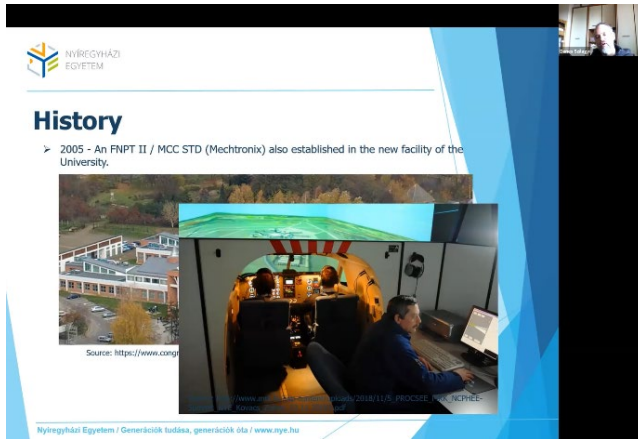 NYÍREGYHÁZI
EGYETEM
History
➢ 2005 - An FNPT II / MCC STD (Mechtronix) also established in the new facility of the
University.
Source: https://www.congr
Nyíregyházi Egyetem / Generációk tudása, generációk óta / www.nye.hu